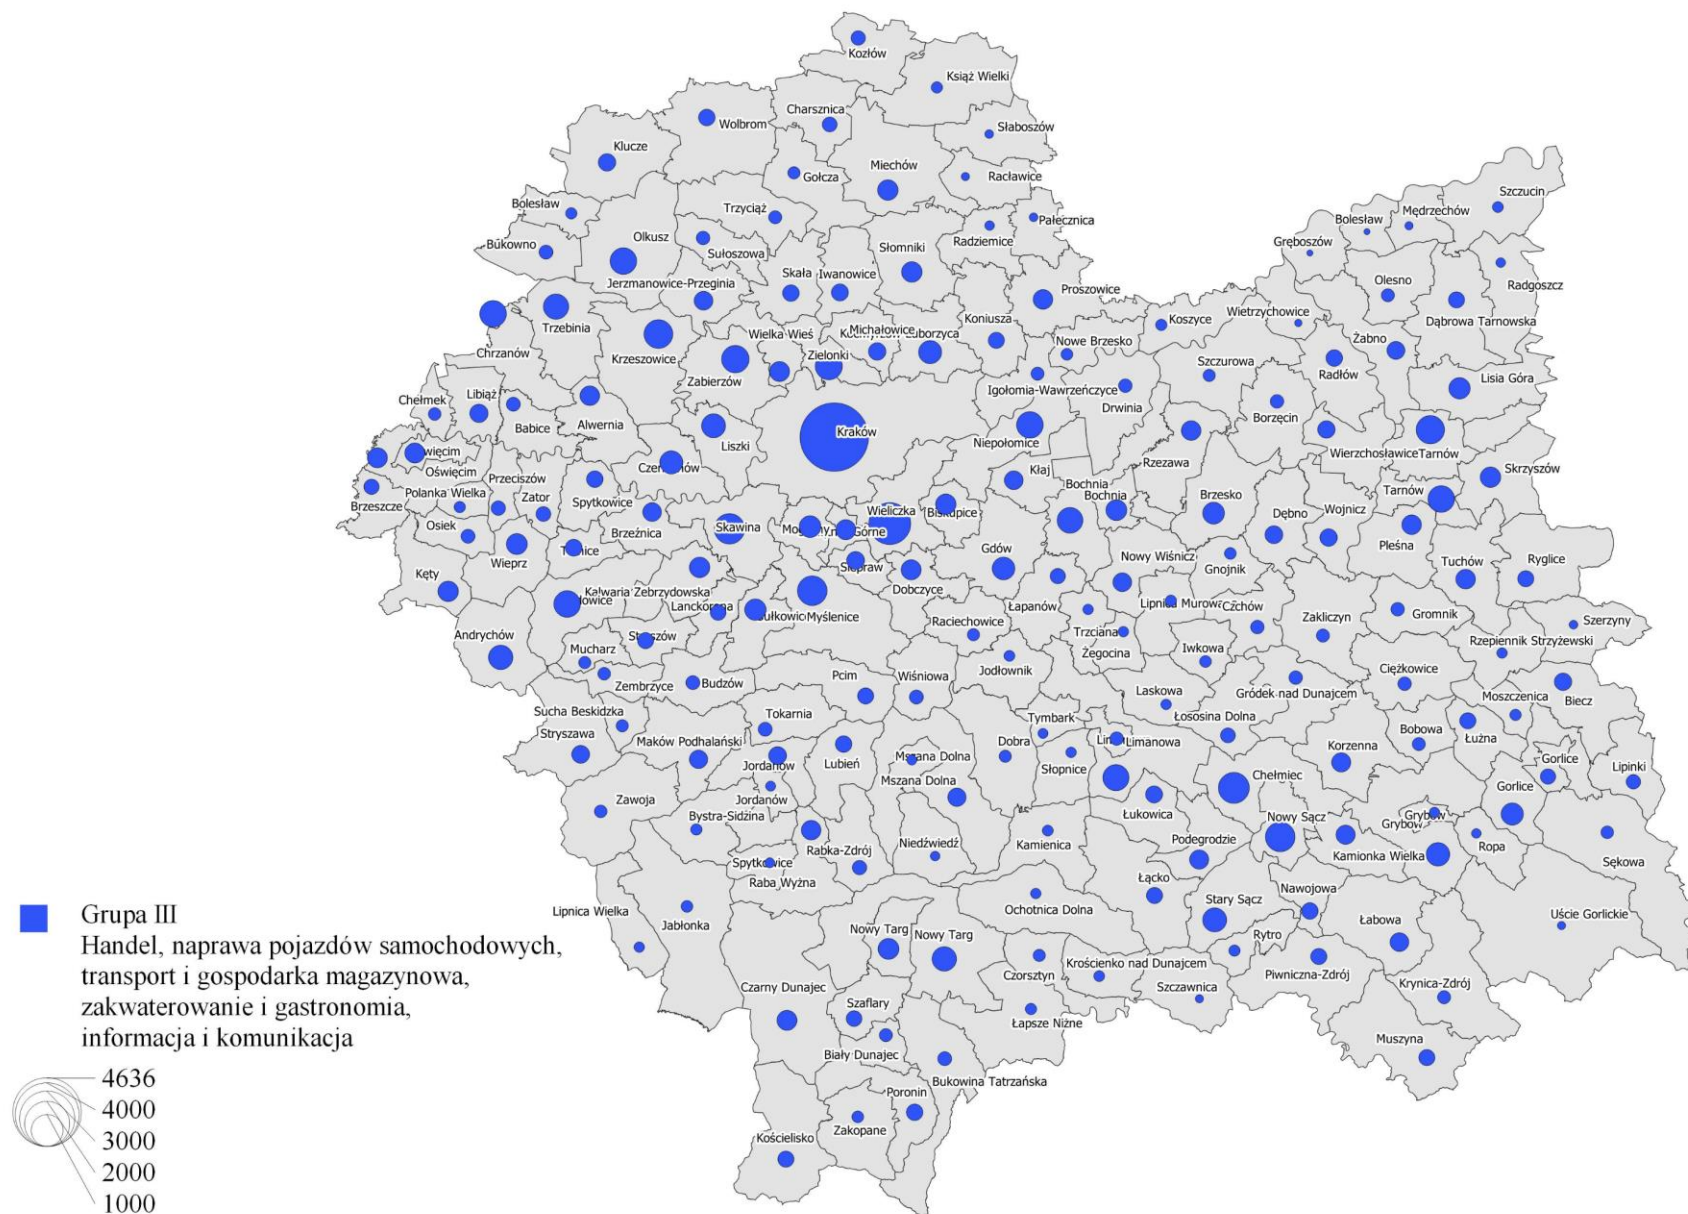 Kozłów
Książ Wielki
Charsznica
Wolbrom
Słaboszów
Klucze
Miechów
Gołcza
Racławice
Szczucin
Bolesław
Trzyciąż
Pałecznica
Bolesław
Mędrzechów
Bukowno
Olkusz
Sułoszowa
Słomniki
Radziemice
Gręboszów
Skała
Iwanowice
Jerzmanowice-Przeginia
Olesno
Radgoszcz
Proszowice
Wietrzychowice
Dąbrowa Tarnowska
Trzebinia
Koniusza
Koszyce
Michałowice
Wielka Wieś
Żabno
Chrzanów
Krzeszowice
Zielonki
Nowe Brzesko
Szczurowa
Radłów
Zabierzów
Lisia Góra
Libiąż
Chełmek
Igołomia-Wawrzeńczyce
Drwinia
Borzęcin
Babice
Alwernia
Kraków
Liszki
Niepołomice
Wierzchosławice
Tarnów
Oświęcim
Rzezawa
Kłaj
Skrzyszów
Przeciszów
Bochnia
Polanka Wielka
Zator
Spytkowice
Bochnia
Tarnów
Brzeszcze
Brzesko
Wieliczka
Osiek
Brzeźnica
Skawina
Dębno
Wojnicz
Pleśna
Gdów
Nowy Wiśnicz
Tuchów
Ryglice
Wieprz
Gnojnik
Kęty
Dobczyce
Kalwaria Zebrzydowska
Lanckorona
Łapanów
Czchów
Zakliczyn
Gromnik
Myślenice
Raciechowice
Trzciana
Szerzyny
Andrychów
Rzepiennik Strzyżewski
Mucharz
Żegocina
Iwkowa
Jodłownik
Pcim
Wiśniowa
Ciężkowice
Zembrzyce
Budzów
Laskowa
Gródek nad Dunajcem
Moszczenica
Biecz
Sucha Beskidzka
Tokarnia
Tymbark
Łososina Dolna
Stryszawa
Maków Podhalański
Limanowa
Bobowa
Łużna
Dobra
Korzenna
Lubień
Mszana Dolna
Słopnice
Gorlice
Lipinki
Jordanów
Mszana Dolna
Chełmiec
Gorlice
Zawoja
Jordanów
Bystra-Sidzina
Łukowica
Nowy Sącz
Grybów
Grybów
Niedźwiedź
Kamienica
Podegrodzie
Ropa
Rabka-Zdrój
Kamionka Wielka
Spytkowice
Sękowa
Raba Wyżna
Łącko
Nawojowa
Ochotnica Dolna
Stary Sącz
Lipnica Wielka
Uście Gorlickie
Jabłonka
Łabowa
Rytro
Nowy Targ
Nowy Targ
Krościenko nad Dunajcem
Czorsztyn
Piwniczna-Zdrój
Szczawnica
Krynica-Zdrój
Czarny Dunajec
Szaflary
Łapsze Niżne
Muszyna
Biały Dunajec
Bukowina Tatrzańska
Poronin
Zakopane
Kościelisko
Grupa III
Handel, naprawa pojazdów samochodowych,
transport i gospodarka magazynowa,
zakwaterowanie i gastronomia,
informacja i komunikacja
4636
4000
3000
2000
1000